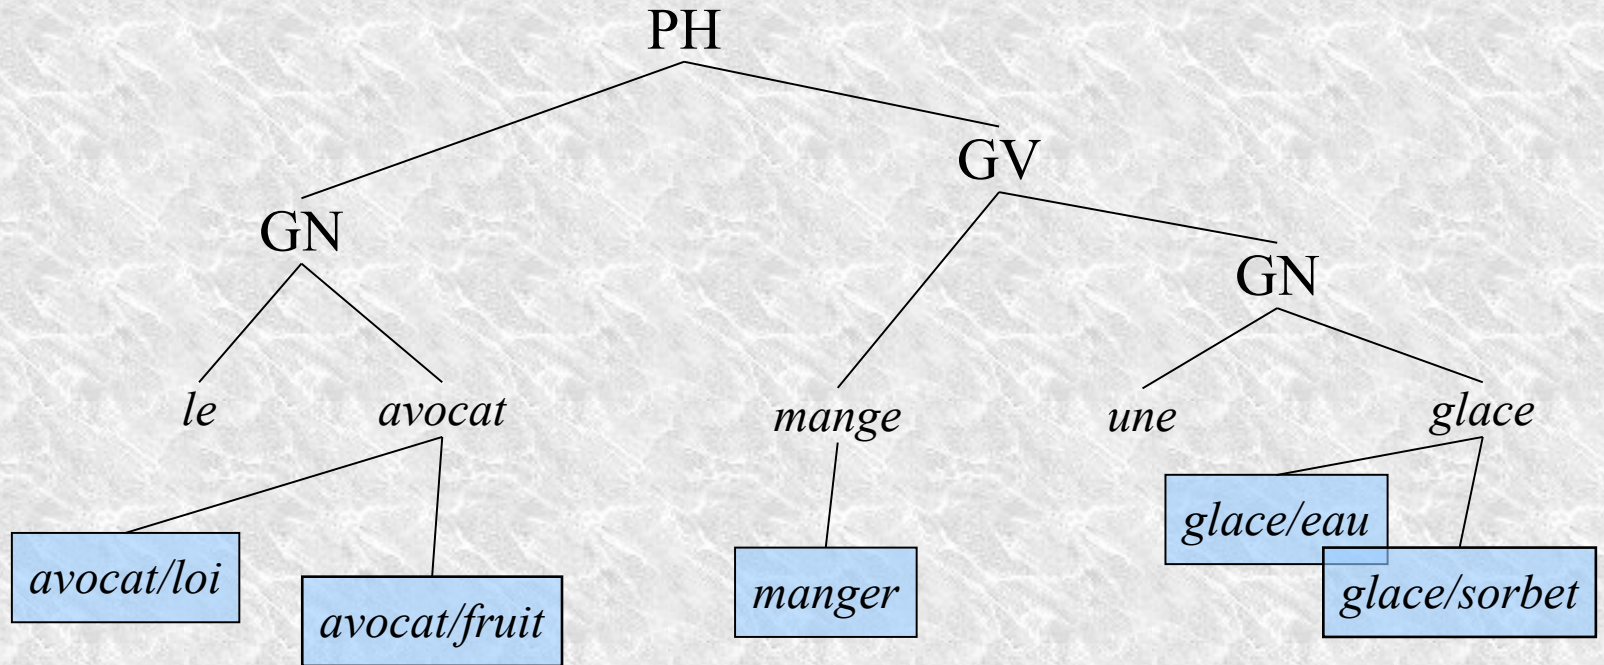 PH
GV
GN
GN
le
avocat
mange
une
glace
glace/eau
avocat/loi
avocat/fruit
manger
glace/sorbet